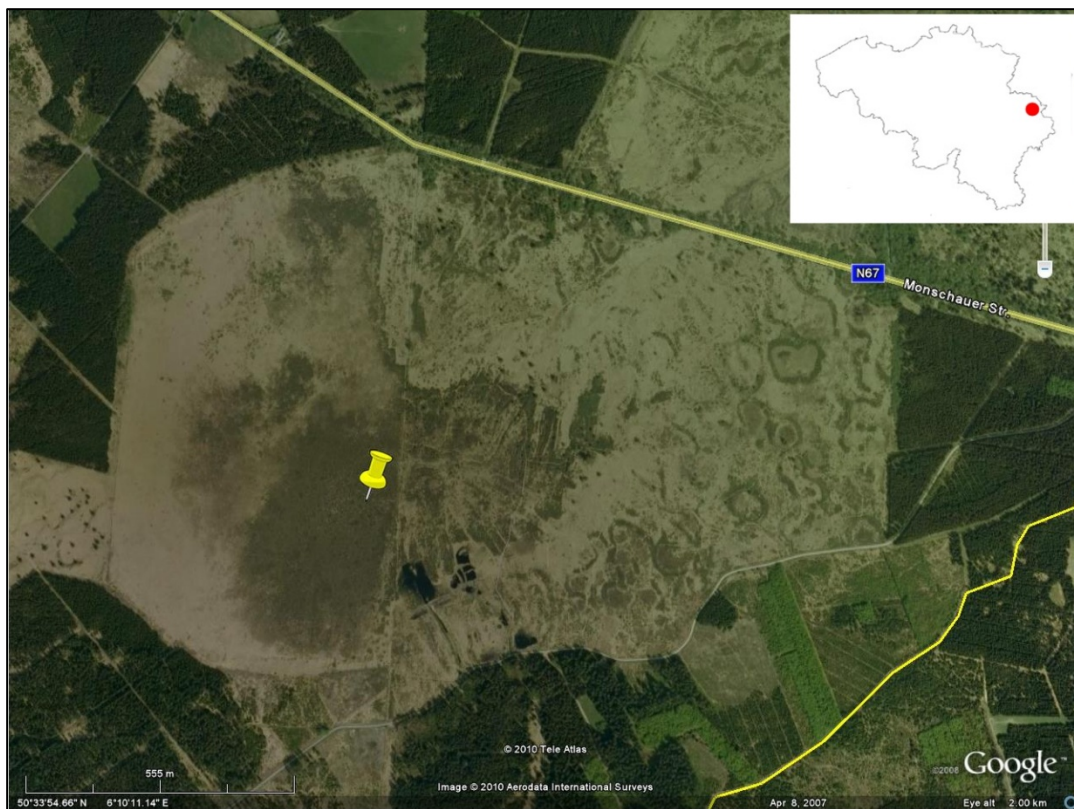 N67
Monschauer Str.
© 2010 Tele Atlas
555 m
Image © 2010 Aerodata International Surveys
©2008 Google
50°33'54.66" N 6°10'11.14" E
Apr. 8, 2007
Eye alt 2.00 km